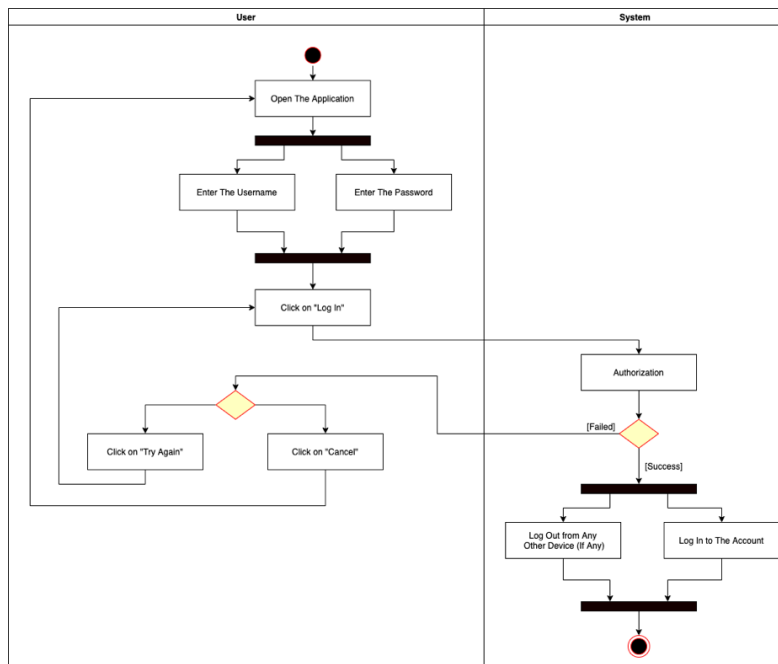 User
System
Open The Application
Enter The Username
Enter The Password
Click on "Log In"
Authorization
[Failed]
Click on "Try Again"
Click on "Cancel"
[Success]
Log Out from Any
Other Device (If Any)
Log In to The Account